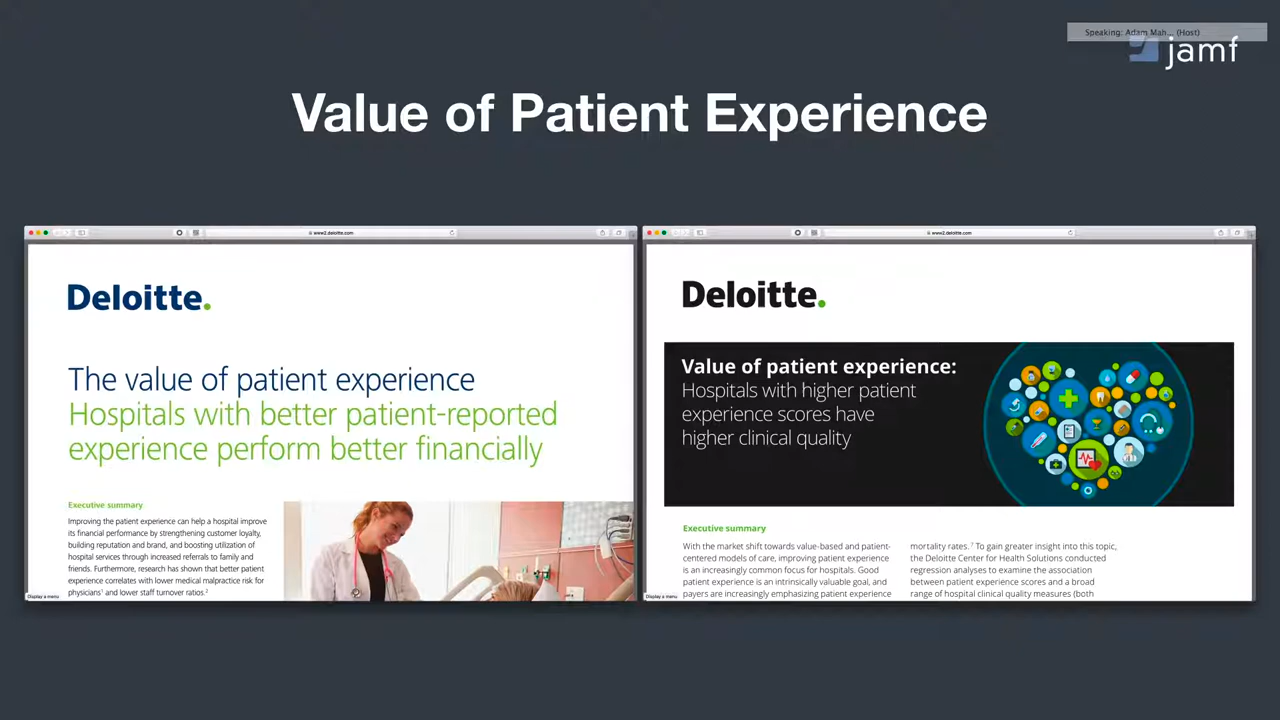 Speaking: Adam Mah... (Host)
jamf
Value of Patient Experience
www2.deloitte.com
Deloitte.
The value of patient experience
Hospitals with better patient-reported
experience perform better financially
Executive summary
Improving the patient experience can help a hospital improve
its financial performance by strengthening customer loyalty,
building reputation and brand, and boosting utilization of
hospital services through increased referrals to family and
friends. Furthermore, research has shown that better patient
experience correlates with lower medical malpractice risk for
physicians¹ and lower staff turnover ratios.²
Display a menu
www2.deloitte.com
Deloitte.
Value of patient experience:
Hospitals with higher patient
experience scores have
higher clinical quality
Executive summary
With the market shift towards value-based and patient-
centered models of care, improving patient experience
is an increasingly common focus for hospitals. Good
patient experience is an intrinsically valuable goal, and
payers are increasingly emphasizing patient experience
mortality rates.⁷ To gain greater insight into this topic,
the Deloitte Center for Health Solutions conducted
regression analyses to examine the association
between patient experience scores and a broad
range of hospital clinical quality measures (both
Display a menu